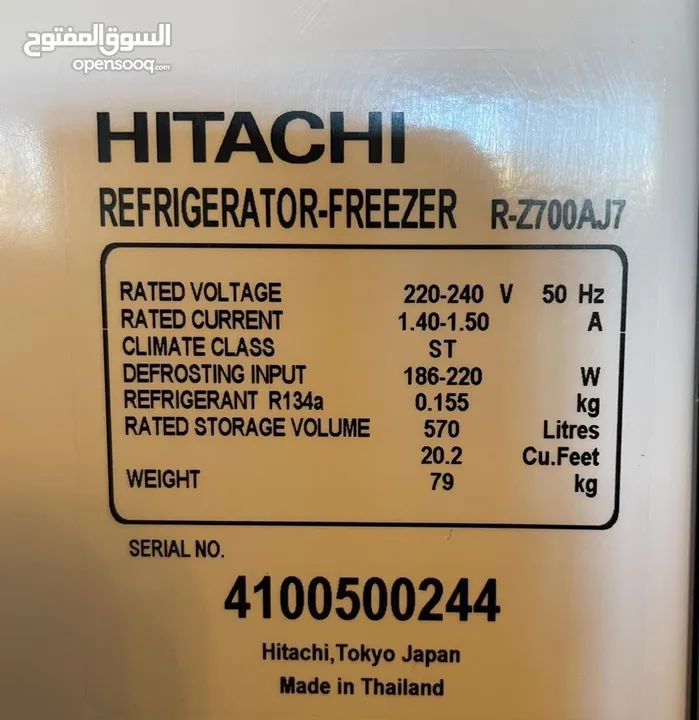 السوق المفتوح
opensooq.com
HITACHI
REFRIGERATOR-FREEZER R-Z700AJ7
RATED VOLTAGE 220-240 V 50 Hz
RATED CURRENT 1.40-1.50 A
CLIMATE CLASS ST
DEFROSTING INPUT 186-220 W
REFRIGERANT R134a 0.155 kg
RATED STORAGE VOLUME 570 Litres
20.2 Cu.Feet
WEIGHT 79 kg
SERIAL NO.
4100500244
Hitachi,Tokyo Japan
Made in Thailand